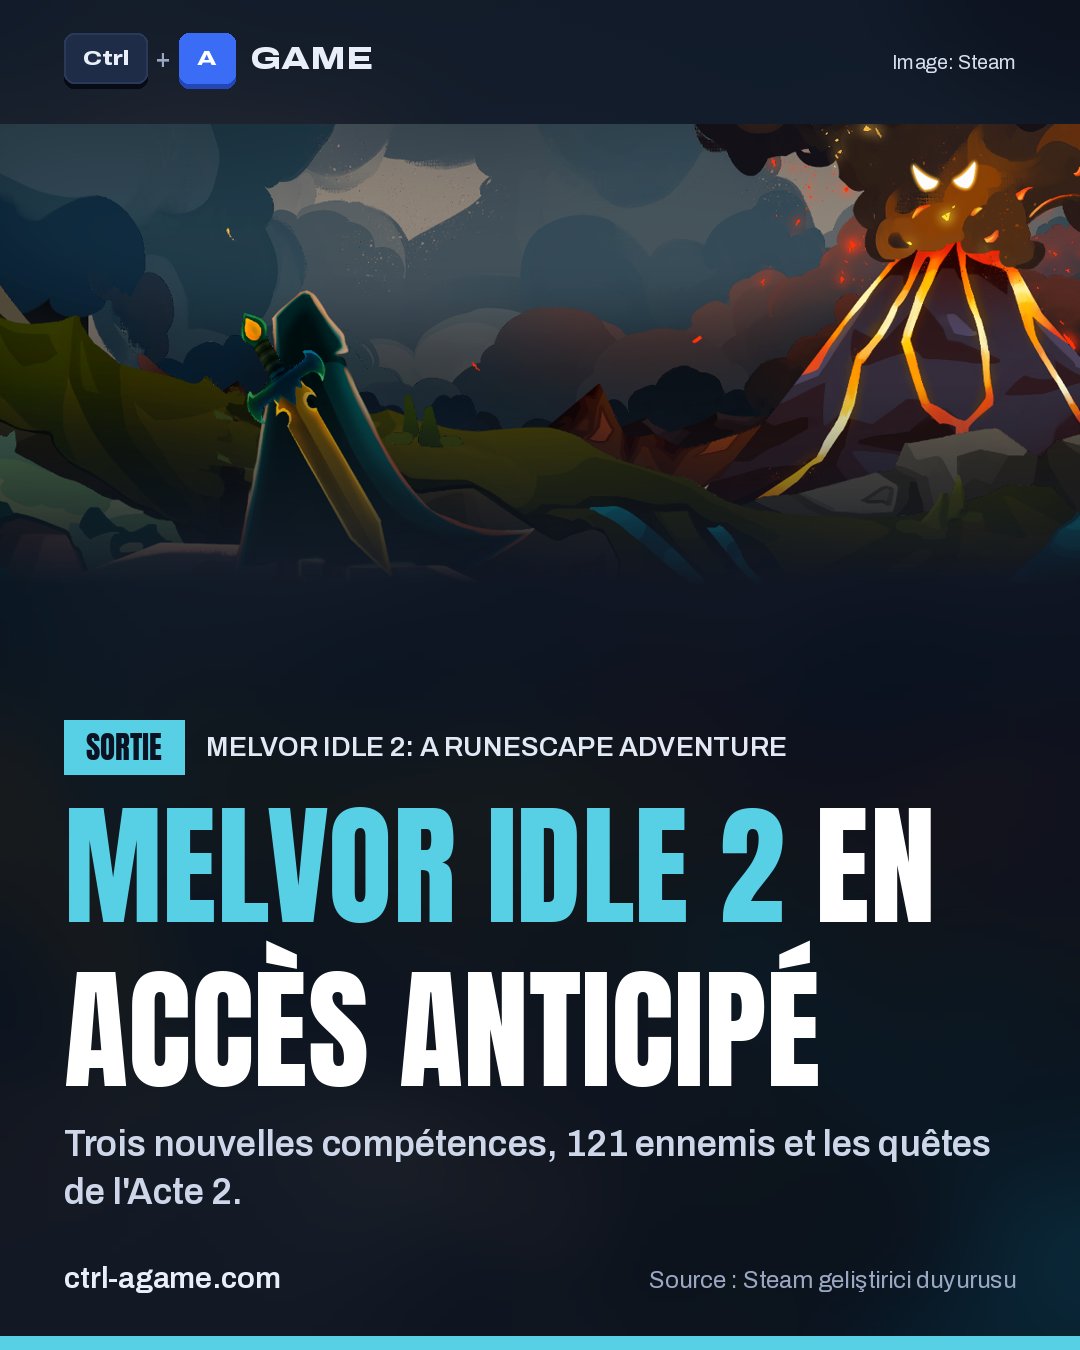 Ctrl + A GAME
Image: Steam
SORTIE MELVOR IDLE 2: A RUNESCAPE ADVENTURE
MELVOR IDLE 2 EN
ACCÈS ANTICIPÉ
Trois nouvelles compétences, 121 ennemis et les quêtes
de l'Acte 2.
ctrl-agame.com
Source : Steam geliştirici duyurusu